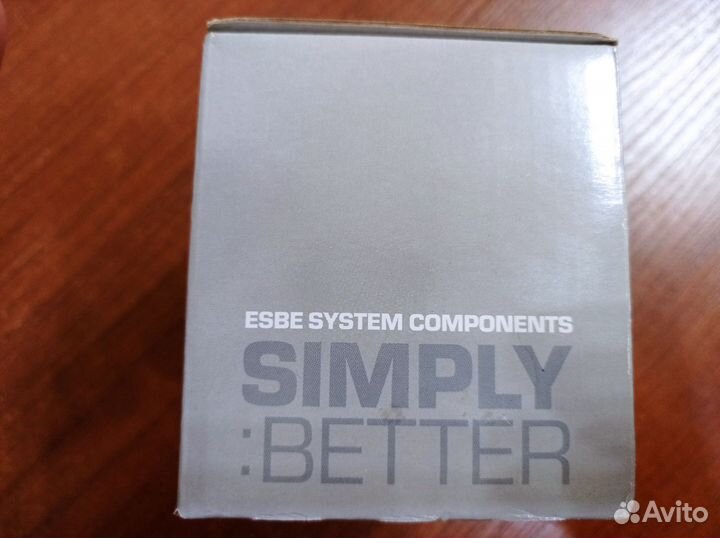 ESBE SYSTEM COMPONENTS
SIMPLY
:BETTER
Avito